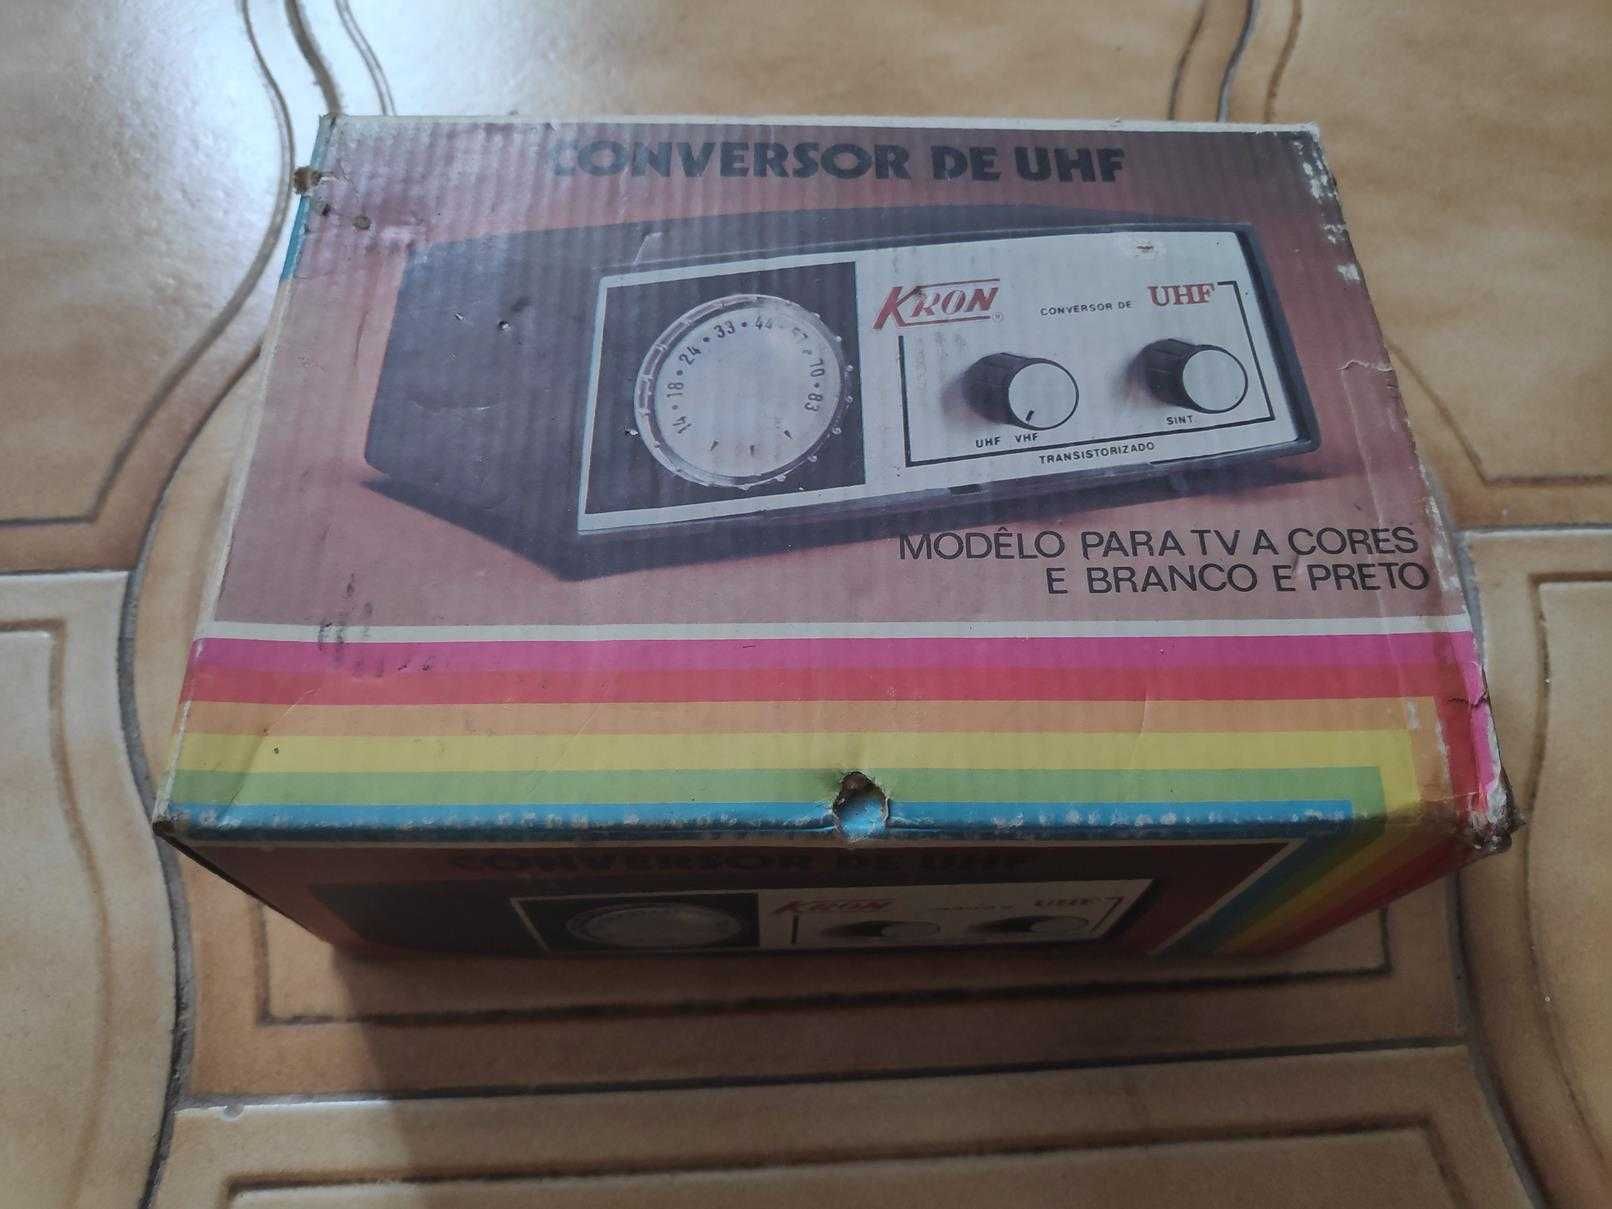 CONVERSOR DE UHF
KRON®
CONVERSOR DE UHF
14 • 18 • 24 • 33 • 44 • 57 • 70 • 83
UHF VHF
SINT.
TRANSISTORIZADO
MODÊLO PARA TV A CORES
E BRANCO E PRETO
CONVERSOR DE UHF
KRON
UHF